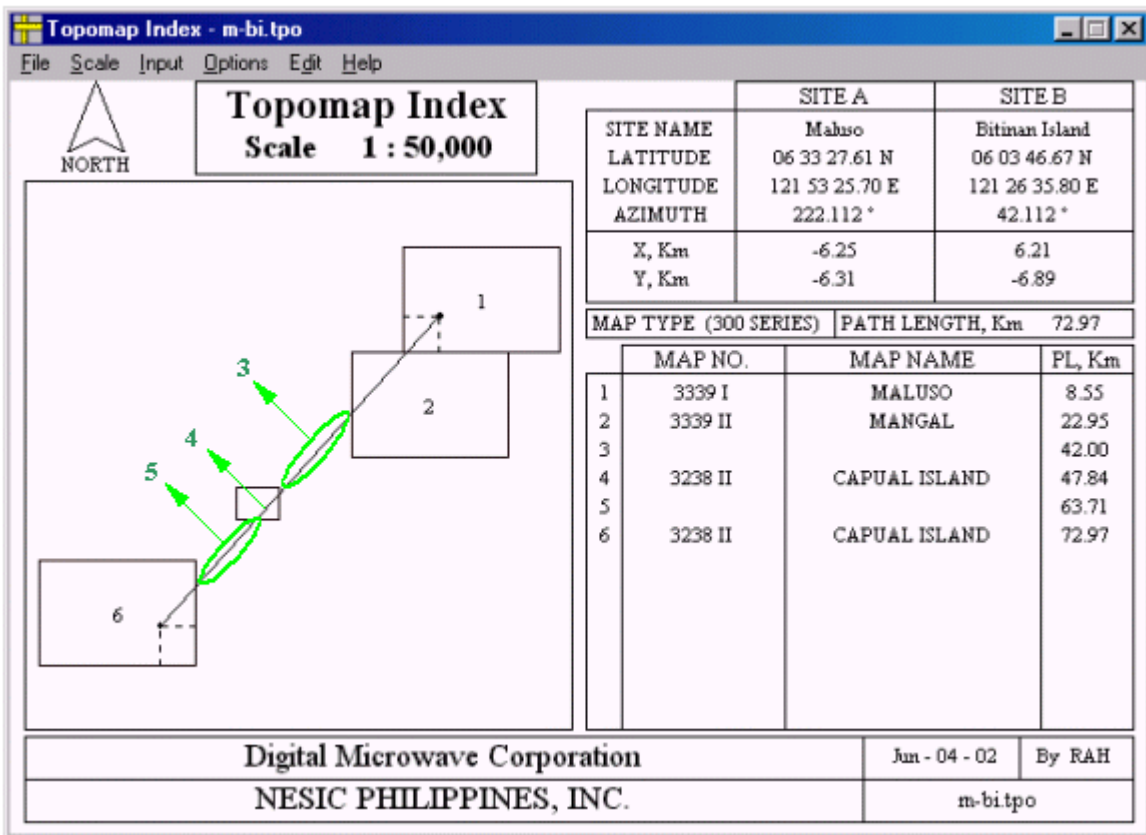 Topomap Index - m-bi.tpo
File Scale Input Options Edit Help
NORTH
Topomap Index
Scale 1 : 50,000
SITE A SITE B
SITE NAME Maluso Bitinan Island
LATITUDE 06 33 27.61 N 06 03 46.67 N
LONGITUDE 121 53 25.70 E 121 26 35.80 E
AZIMUTH 222.112 ° 42.112 °
X, Km -6.25 6.21
Y, Km -6.31 -6.89
MAP TYPE (300 SERIES) PATH LENGTH, Km 72.97
MAP NO. MAP NAME PL, Km
1 3339 I MALUSO 8.55
2 3339 II MANGAL 22.95
3 42.00
4 3238 II CAPUAL ISLAND 47.84
5 63.71
6 3238 II CAPUAL ISLAND 72.97
1
2
3
4
5
6
Digital Microwave Corporation Jun - 04 - 02 By RAH
NESIC PHILIPPINES, INC. m-bi.tpo